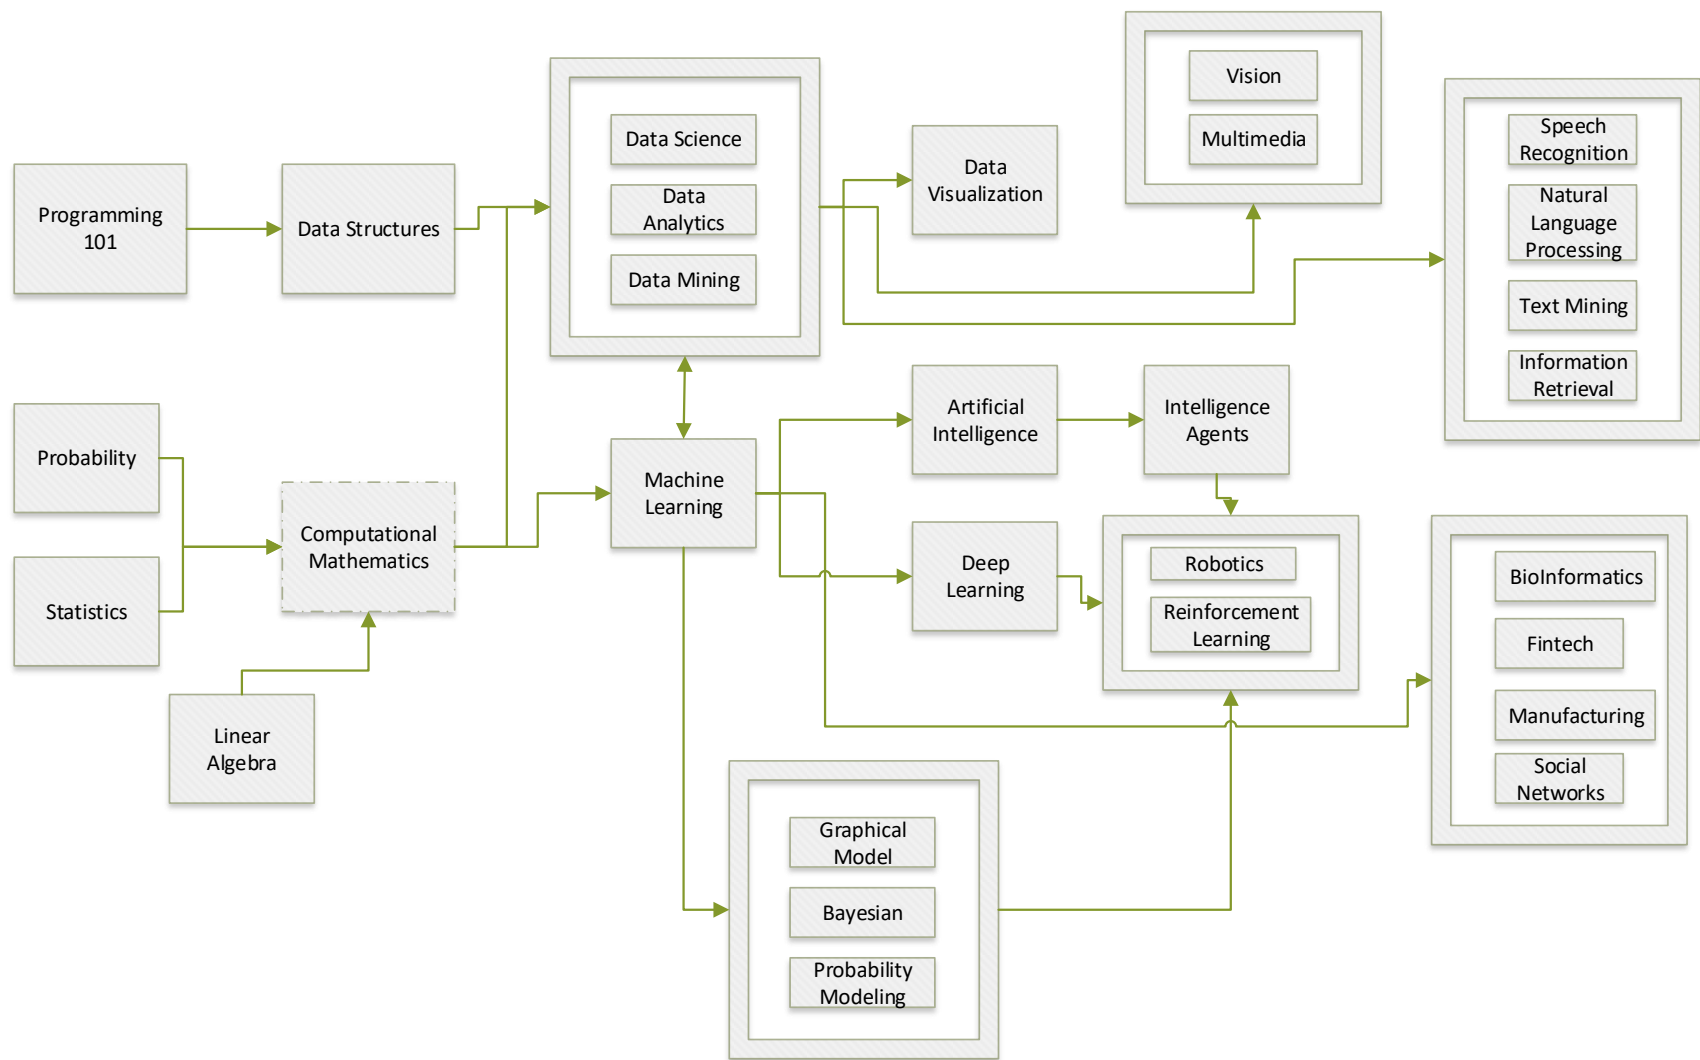 Programming
101
Data Structures
Probability
Statistics
Computational
Mathematics
Linear
Algebra
Data Science
Data
Analytics
Data Mining
Machine
Learning
Data
Visualization
Vision
Multimedia
Speech
Recognition
Natural
Language
Processing
Text Mining
Information
Retrieval
Artificial
Intelligence
Intelligence
Agents
Deep
Learning
Robotics
Reinforcement
Learning
BioInformatics
Fintech
Manufacturing
Social
Networks
Graphical
Model
Bayesian
Probability
Modeling